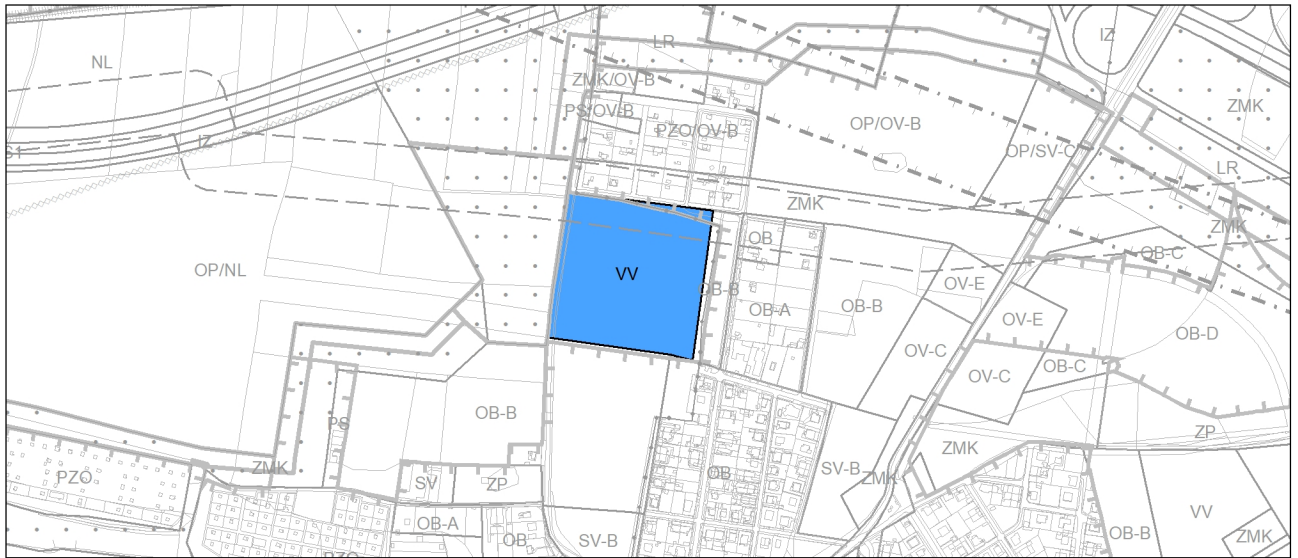 LR
IZ
NL
ZMK/OV-B
ZMK
PS/OV-B
PZO/OV-B
OP/OV-B
S1
IZ
OP/SV-C
LR
ZMK
ZMK
OB
OB-C
OP/NL
VV
OB-B
OV-E
OB-A
OB-B
OV-E
OB-D
OV-C
OB-C
OV-C
OB-B
PS
ZP
ZMK
OB
SV-B
ZMK
PZO
ZMK
SV
ZP
VV
OB-A
OB
SV-B
OB-B
ZMK
PZO